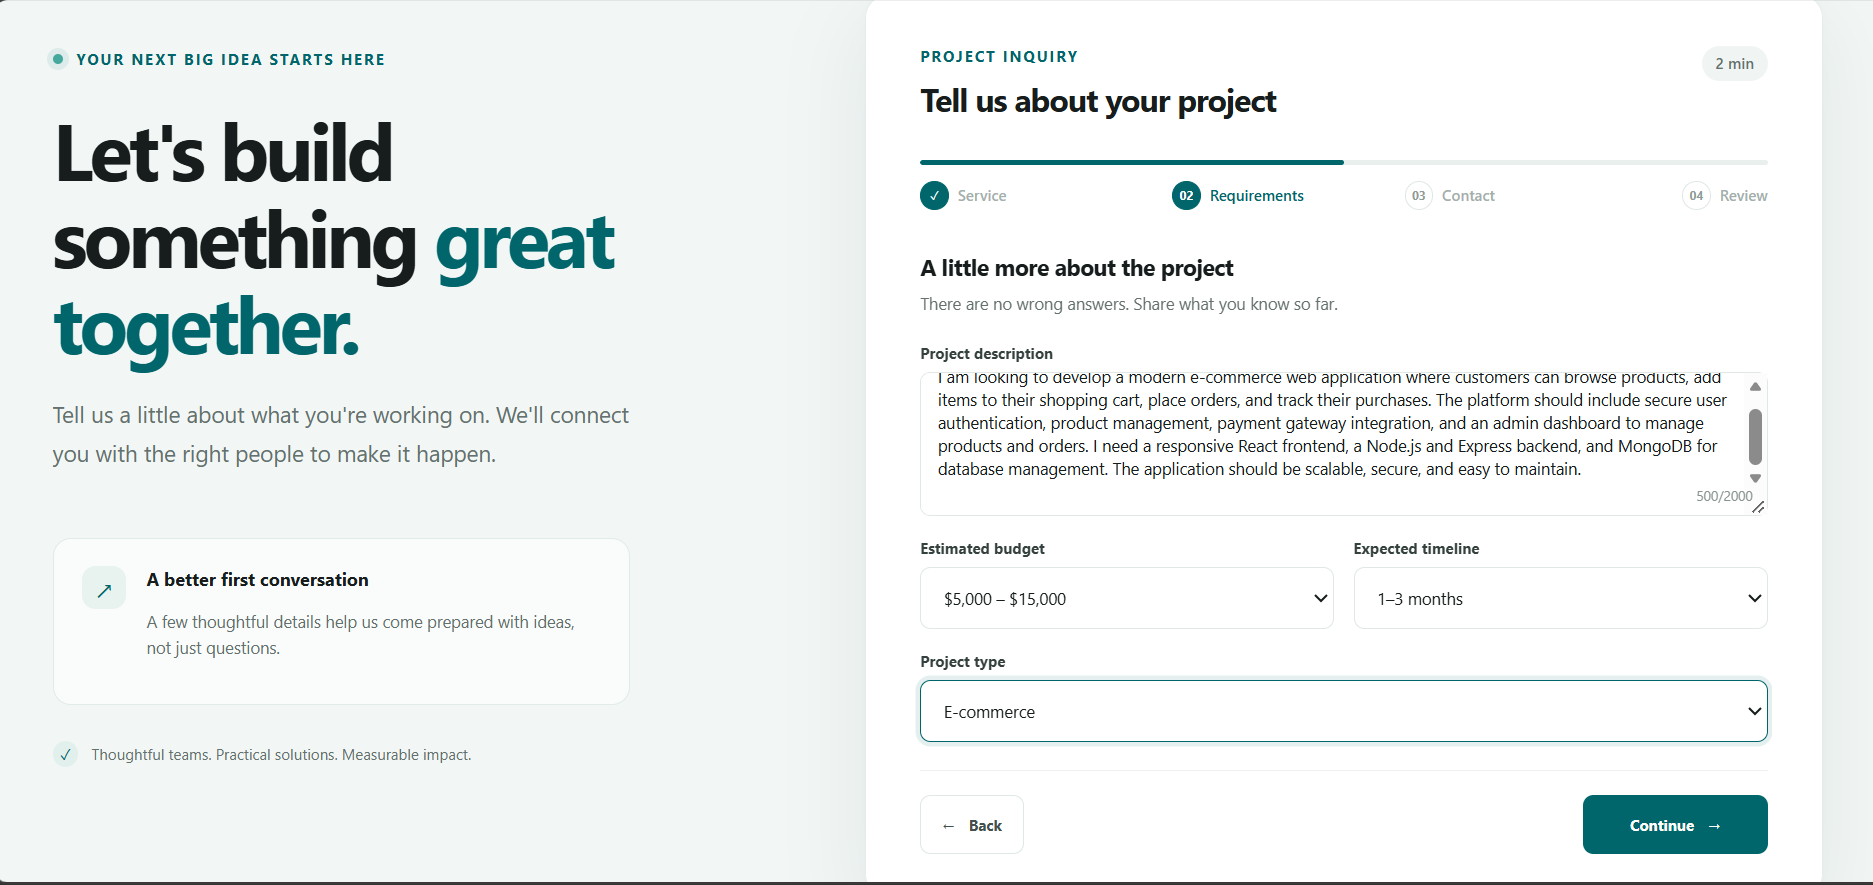 YOUR NEXT BIG IDEA STARTS HERE
Let's build
something great
together.
Tell us a little about what you're working on. We'll connect
you with the right people to make it happen.
↗
A better first conversation
A few thoughtful details help us come prepared with ideas,
not just questions.
✓ Thoughtful teams. Practical solutions. Measurable impact.
PROJECT INQUIRY
2 min
Tell us about your project
✓ Service
02 Requirements
03 Contact
04 Review
A little more about the project
There are no wrong answers. Share what you know so far.
Project description
I am looking to develop a modern e-commerce web application where customers can browse products, add
items to their shopping cart, place orders, and track their purchases. The platform should include secure user
authentication, product management, payment gateway integration, and an admin dashboard to manage
products and orders. I need a responsive React frontend, a Node.js and Express backend, and MongoDB for
database management. The application should be scalable, secure, and easy to maintain.
500/2000
Estimated budget
$5,000 – $15,000
Expected timeline
1–3 months
Project type
E-commerce
← Back
Continue →